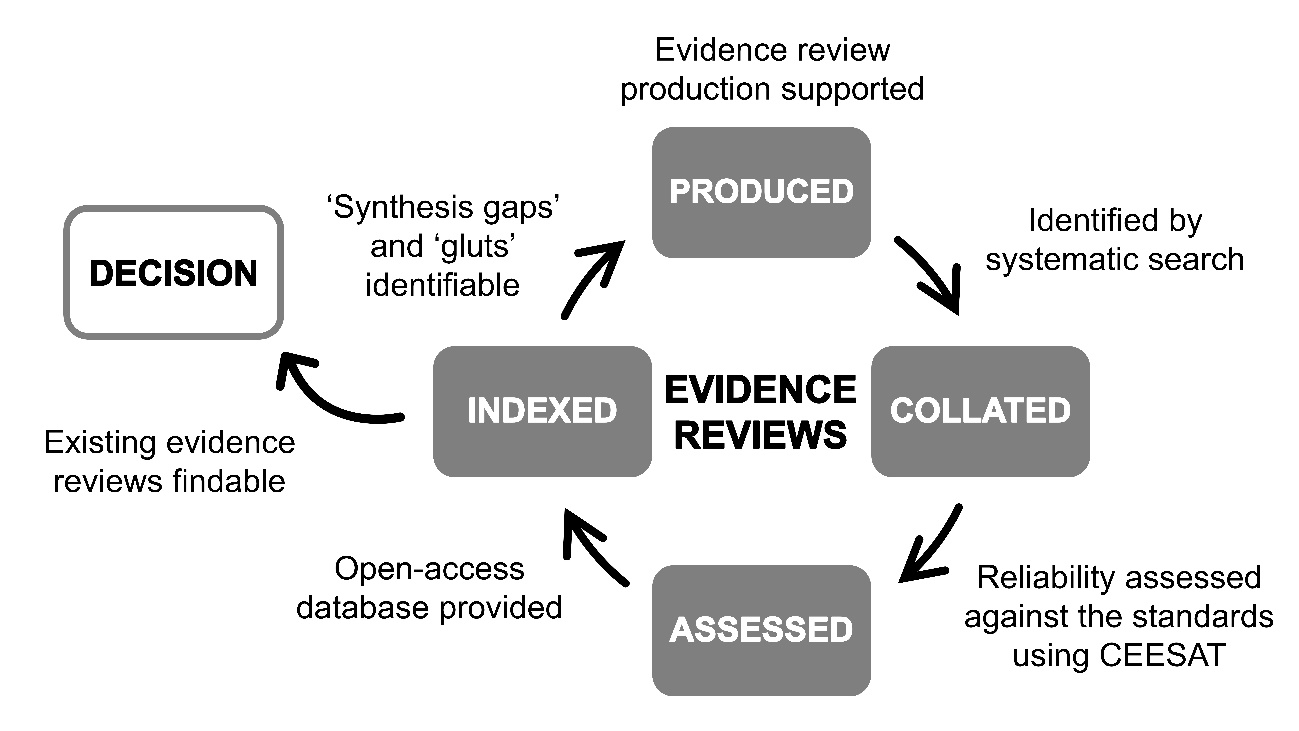 Evidence review
production supported
PRODUCED
‘Synthesis gaps’
and ‘gluts’
identifiable
Identified by
systematic search
DECISION
INDEXED
EVIDENCE
REVIEWS
COLLATED
Existing evidence
reviews findable
Open-access
database provided
ASSESSED
Reliability assessed
against the standards
using CEESAT